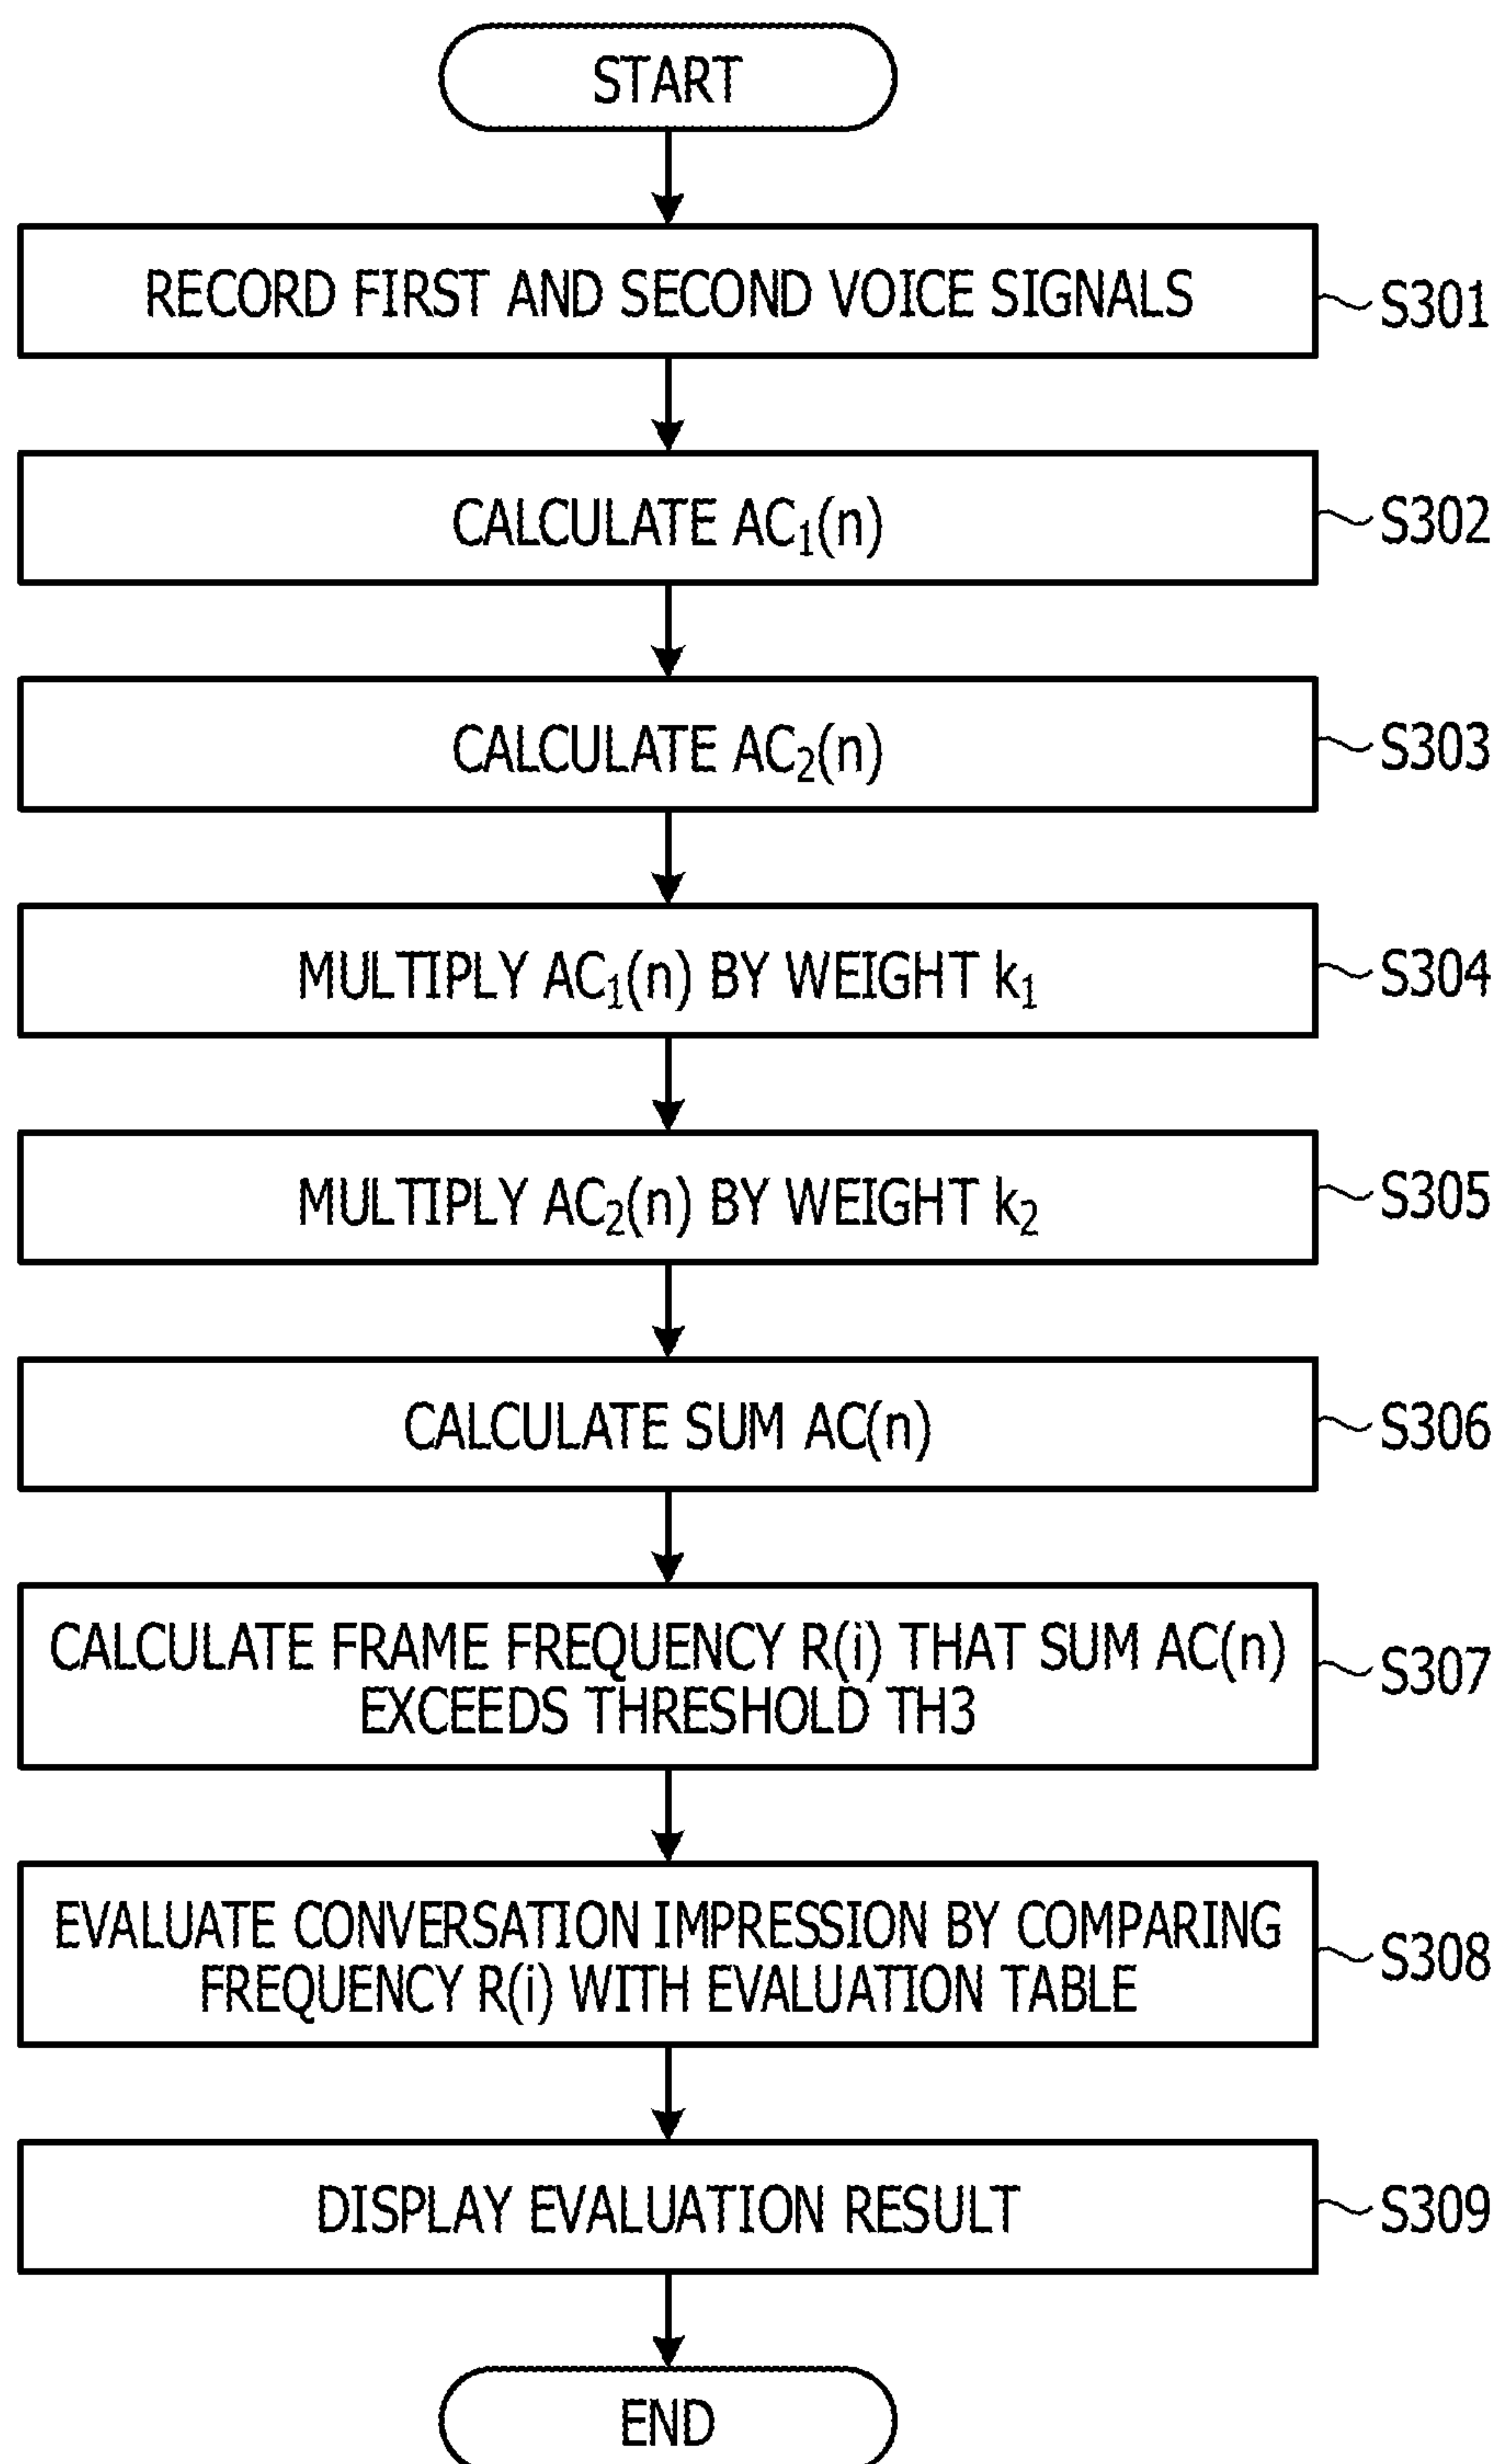 START
RECORD FIRST AND SECOND VOICE SIGNALS
S301
CALCULATE AC₁(n)
S302
CALCULATE AC₂(n)
S303
MULTIPLY AC₁(n) BY WEIGHT k₁
S304
MULTIPLY AC₂(n) BY WEIGHT k₂
S305
CALCULATE SUM AC(n)
S306
CALCULATE FRAME FREQUENCY R(i) THAT SUM AC(n)
EXCEEDS THRESHOLD TH3
S307
EVALUATE CONVERSATION IMPRESSION BY COMPARING
FREQUENCY R(i) WITH EVALUATION TABLE
S308
DISPLAY EVALUATION RESULT
S309
END